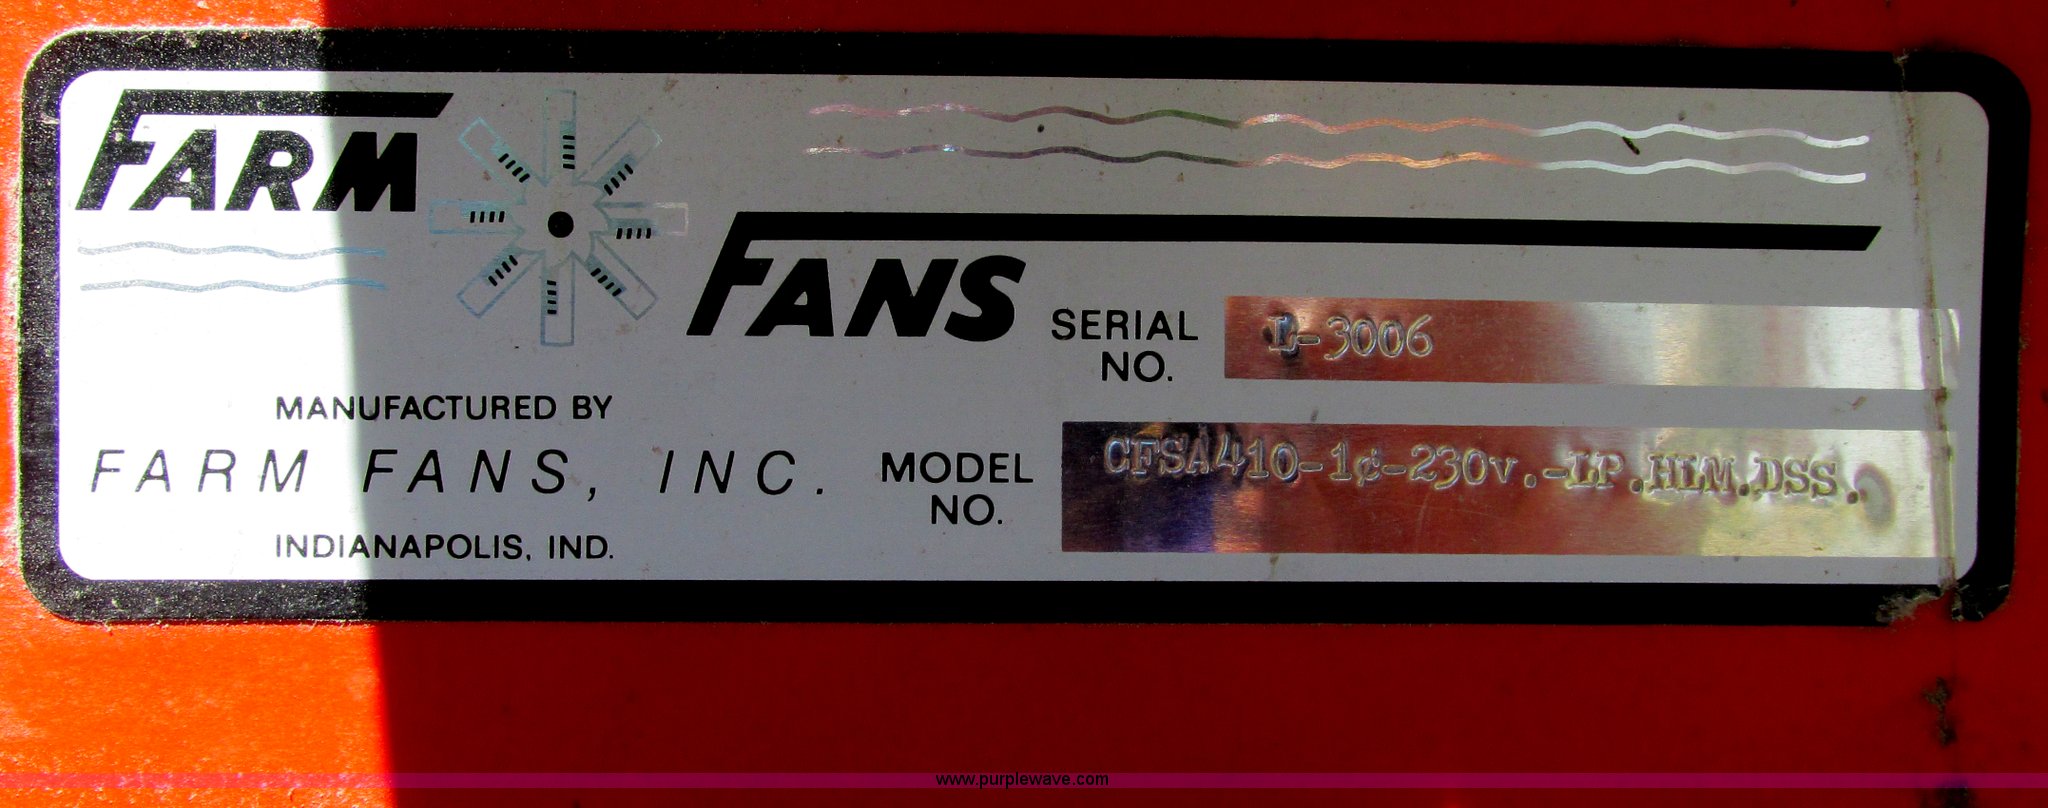 FARM
FANS
SERIAL NO. L-3006
MANUFACTURED BY
FARM FANS, INC.
INDIANAPOLIS, IND.
MODEL NO. CFSA410-1¢-230v.-LP.HLM.DSS.
www.purplewave.com